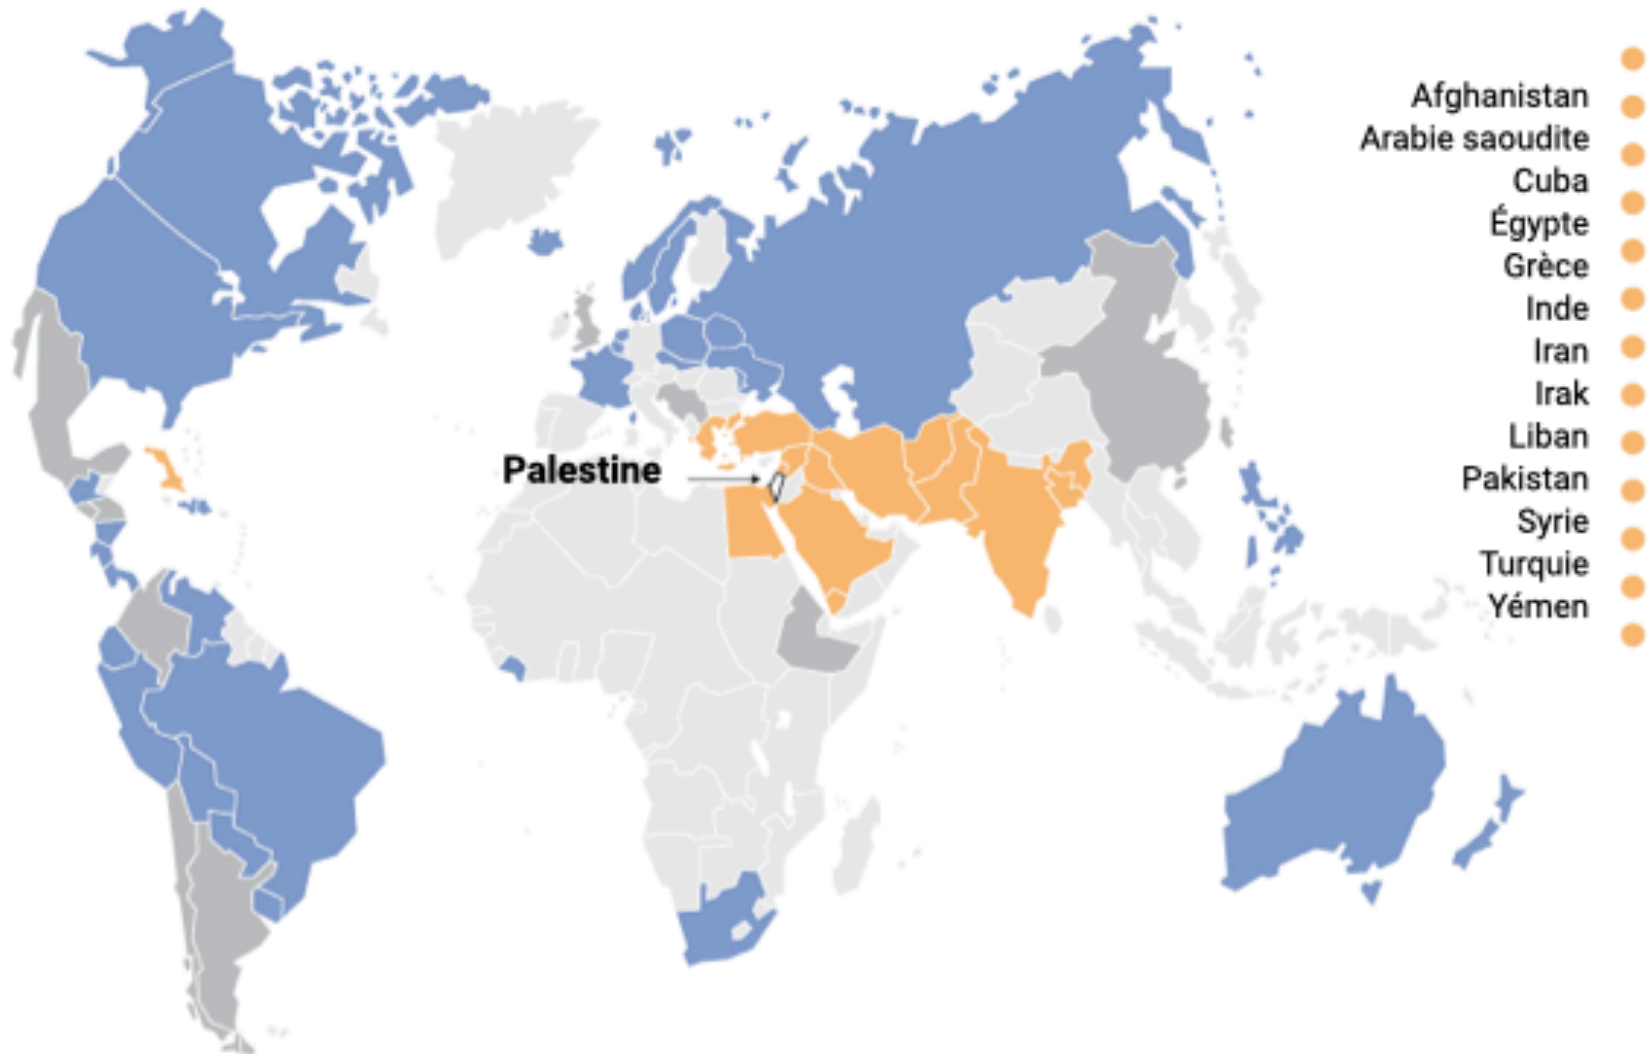 Afghanistan
Arabie saoudite
Cuba
Égypte
Grèce
Inde
Iran
Irak
Liban
Pakistan
Syrie
Turquie
Yémen
Palestine